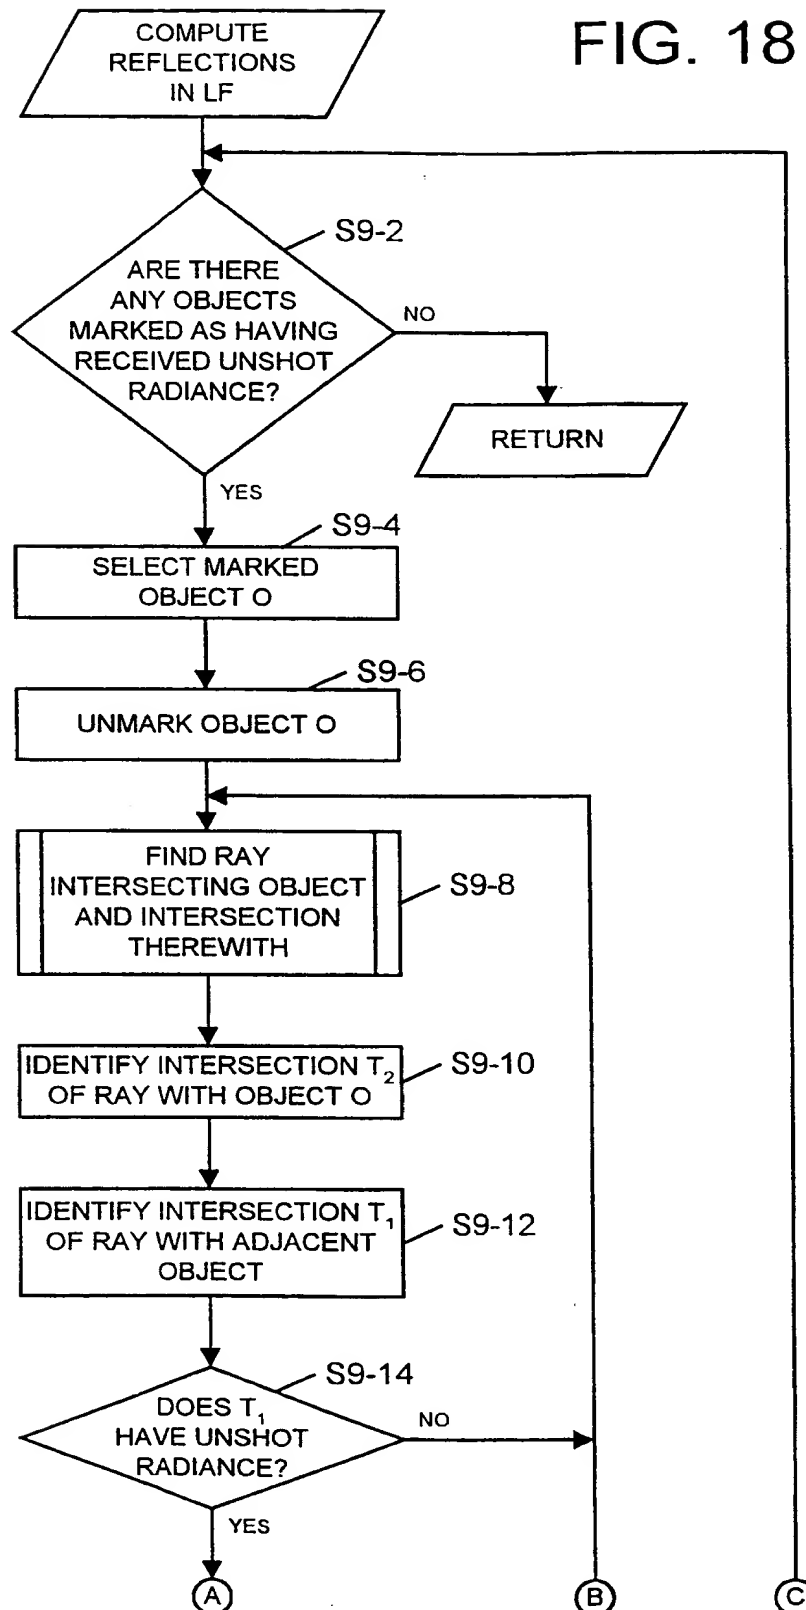 FIG. 18
COMPUTE
REFLECTIONS
IN LF
S9-2
ARE THERE
ANY OBJECTS
MARKED AS HAVING
RECEIVED UNSHOT
RADIANCE?
NO
RETURN
YES
S9-4
SELECT MARKED
OBJECT O
S9-6
UNMARK OBJECT O
FIND RAY
INTERSECTING OBJECT
AND INTERSECTION
THEREWITH
S9-8
IDENTIFY INTERSECTION T₂
OF RAY WITH OBJECT O
S9-10
IDENTIFY INTERSECTION T₁
OF RAY WITH ADJACENT
OBJECT
S9-12
S9-14
DOES T₁
HAVE UNSHOT
RADIANCE?
NO
YES
A
B
C